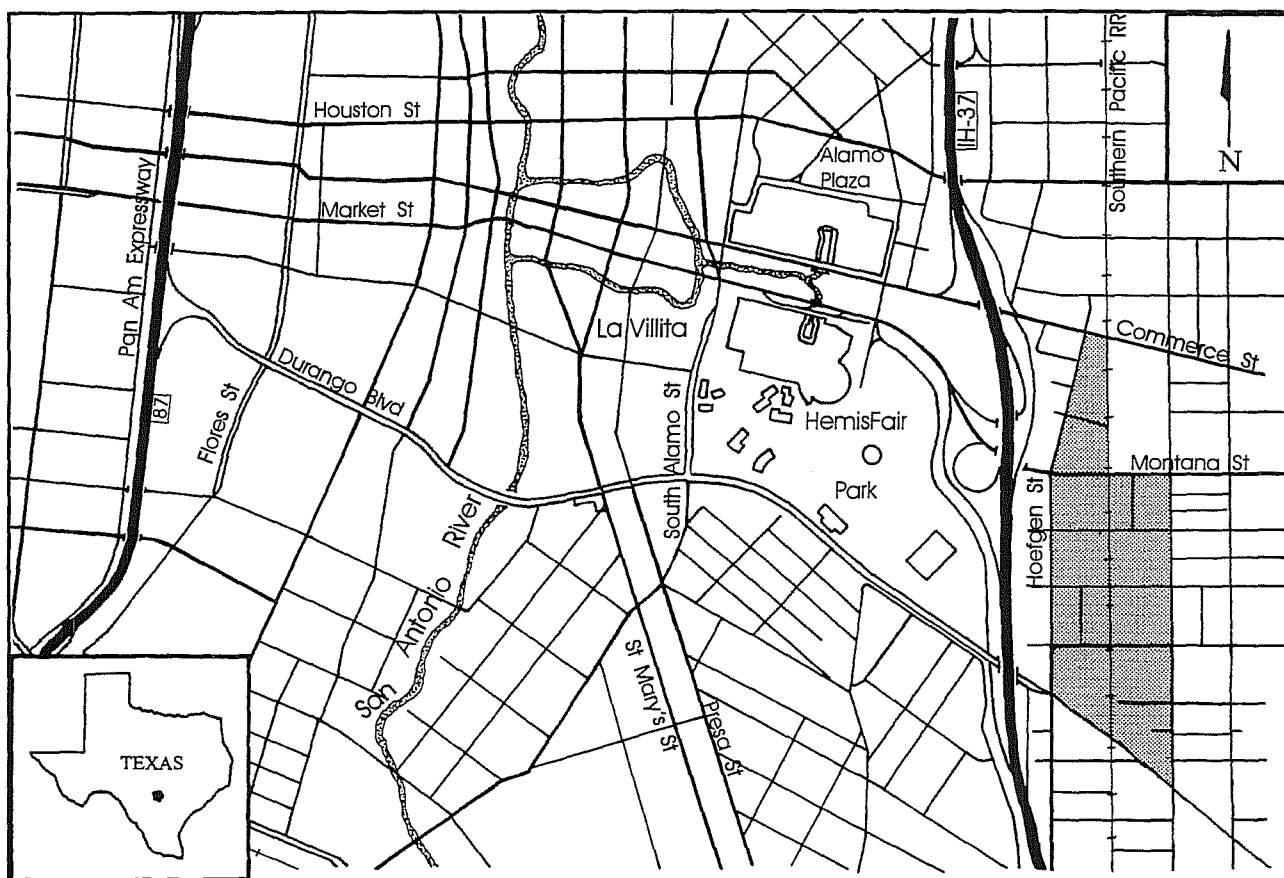 Houston St
Market St
Pan Am Expressway
87
Flores St
Durango Blvd
San Antonio River
La Villita
South Alamo St
Alamo
Plaza
HemisFair
Park
St Mary's St
Presa St
IH-37
Southern Pacific RR
N
Commerce St
Montana St
Hoefgen St
TEXAS